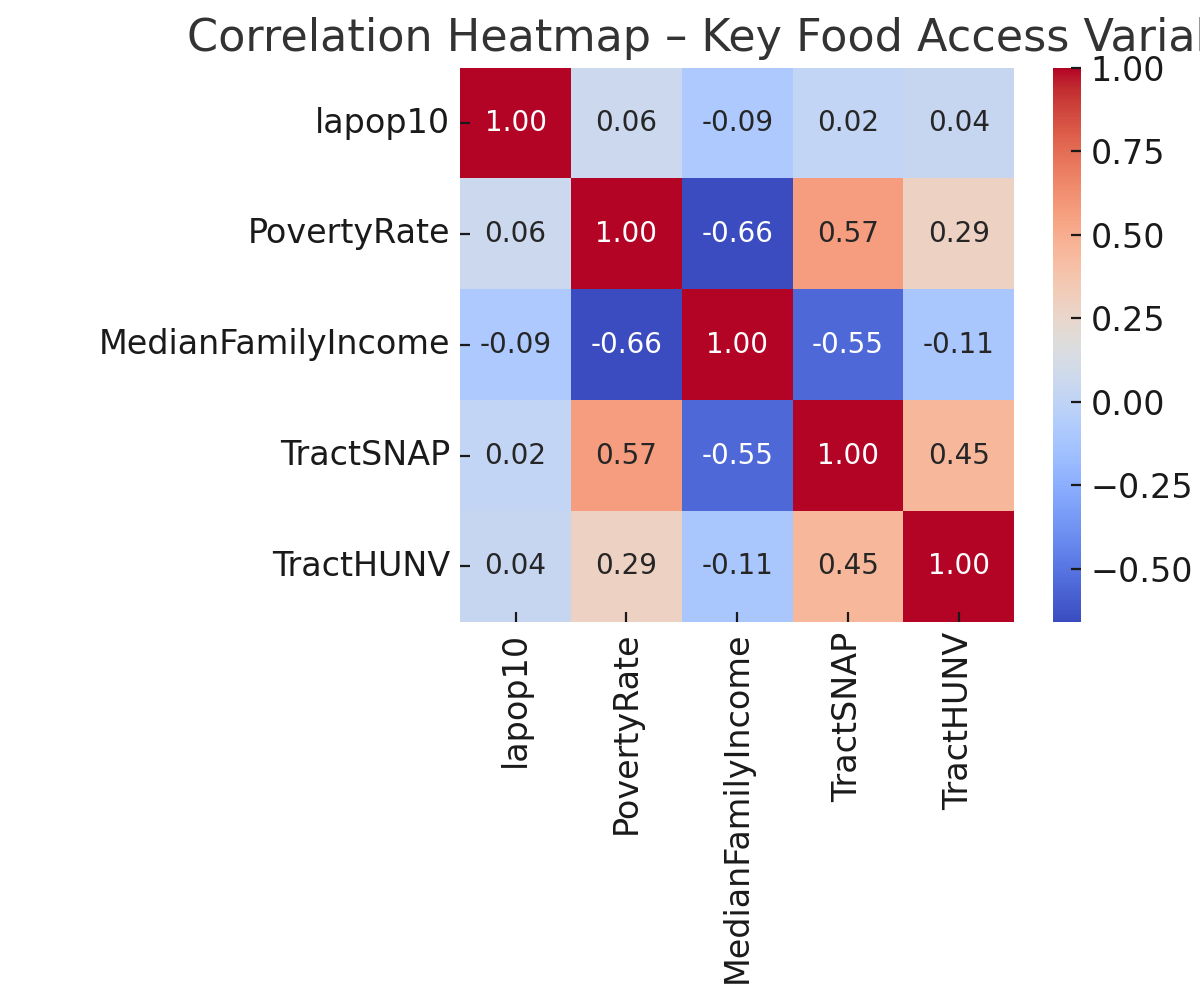 Correlation Heatmap – Key Food Access
lapop10 1.00 0.06 -0.09 0.02 0.04
PovertyRate 0.06 1.00 -0.66 0.57 0.29
MedianFamilyIncome -0.09 -0.66 1.00 -0.55 -0.11
TractSNAP 0.02 0.57 -0.55 1.00 0.45
TractHUNV 0.04 0.29 -0.11 0.45 1.00
lapop10
PovertyRate
MedianFamilyIncome
TractSNAP
TractHUNV
1.00
0.75
0.50
0.25
0.00
−0.25
−0.50